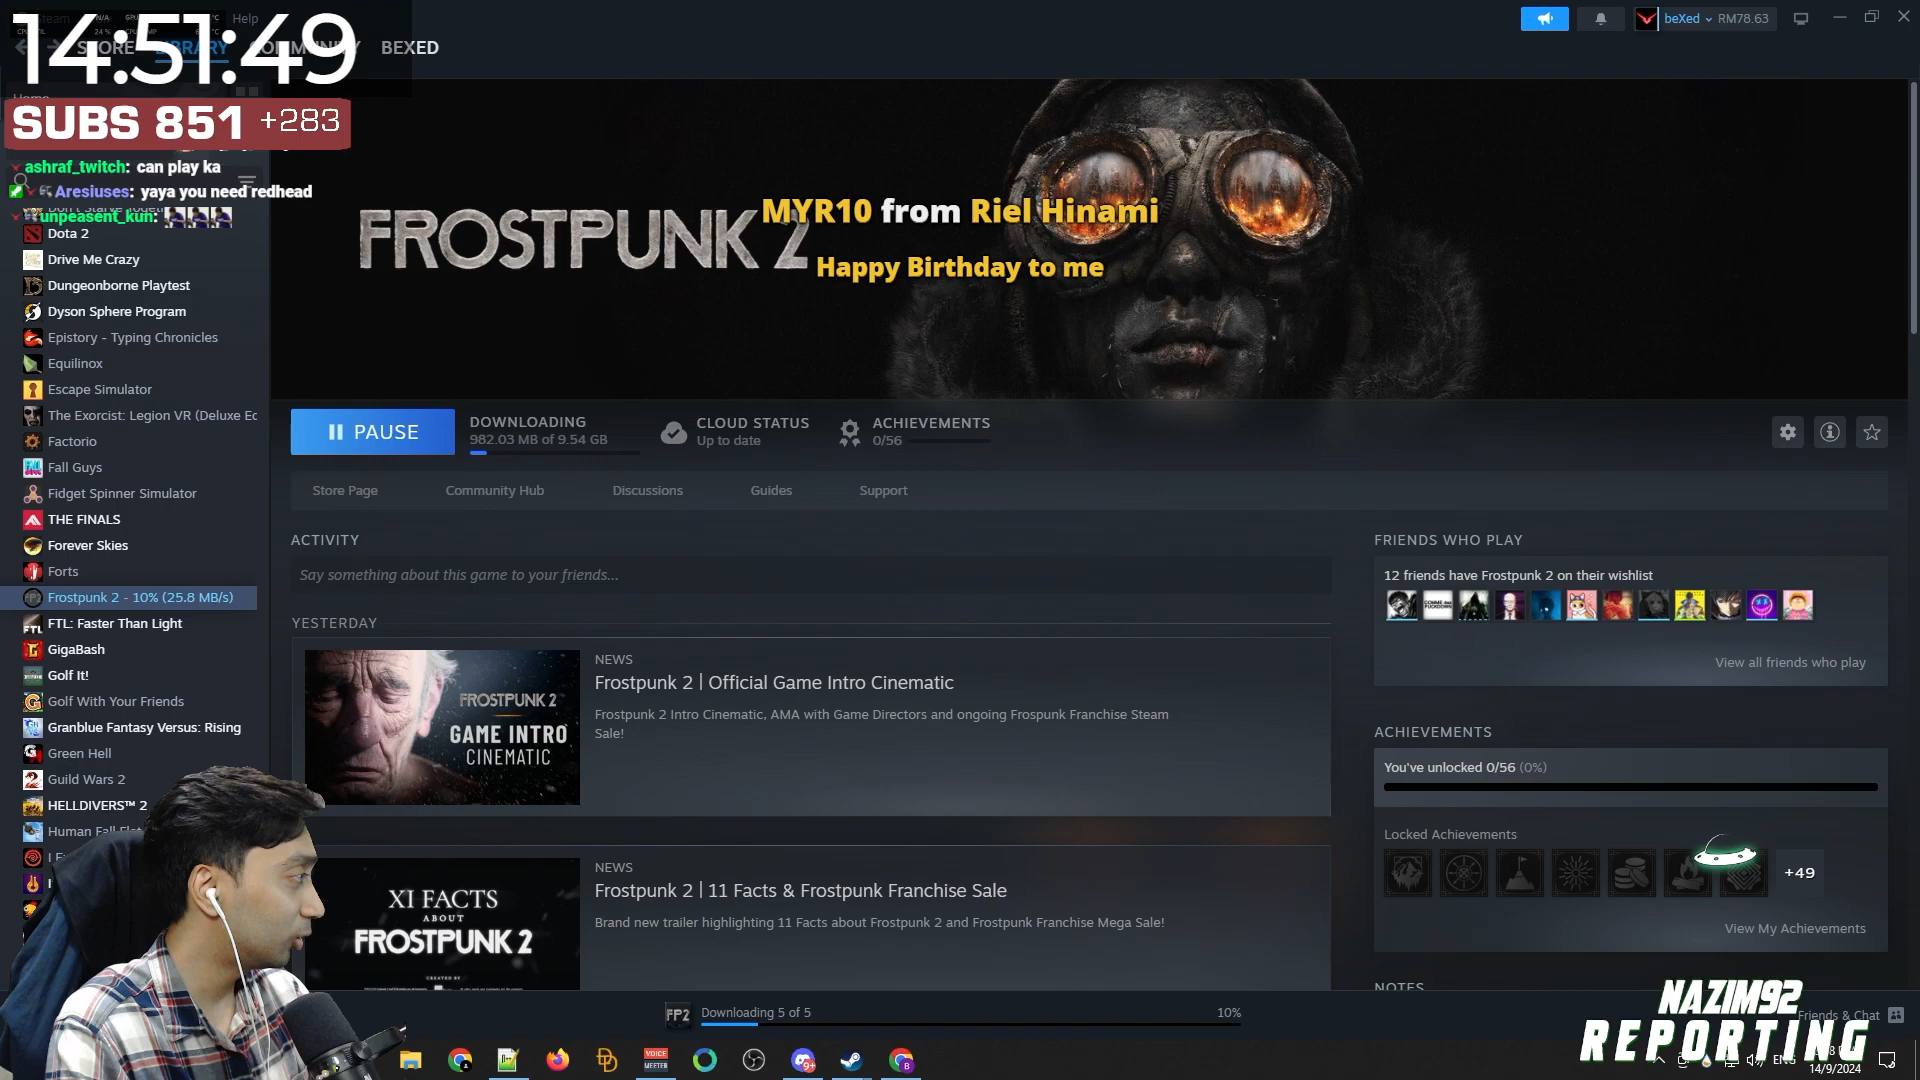 14:51:49
Help
LIBRARY
BEXED
beXed
RM78.63
SUBS 851 +283
ashraf_twitch: can play ka
Aresiuses: yaya you need redhead
unpeasent_kun:
Dota 2
Drive Me Crazy
Dungeonborne Playtest
Dyson Sphere Program
Epistory - Typing Chronicles
Equilinox
Escape Simulator
The Exorcist: Legion VR (Deluxe Ec
Factorio
Fall Guys
Fidget Spinner Simulator
THE FINALS
Forever Skies
Forts
Frostpunk 2 - 10% (25.8 MB/s)
FTL: Faster Than Light
GigaBash
Golf It!
Golf With Your Friends
Granblue Fantasy Versus: Rising
Green Hell
Guild Wars 2
HELLDIVERS™ 2
FROSTPUNK 2
MYR10 from Riel Hinami
Happy Birthday to me
PAUSE
DOWNLOADING
982.03 MB of 9.54 GB
CLOUD STATUS
Up to date
ACHIEVEMENTS
0/56
Store Page
Community Hub
Discussions
Guides
Support
ACTIVITY
Say something about this game to your friends...
YESTERDAY
FROSTPUNK 2
GAME INTRO
CINEMATIC
NEWS
Frostpunk 2 | Official Game Intro Cinematic
Frostpunk 2 Intro Cinematic, AMA with Game Directors and ongoing Frospunk Franchise Steam
Sale!
XI FACTS
ABOUT
FROSTPUNK 2
CREATED BY
NEWS
Frostpunk 2 | 11 Facts & Frostpunk Franchise Sale
Brand new trailer highlighting 11 Facts about Frostpunk 2 and Frostpunk Franchise Mega Sale!
FRIENDS WHO PLAY
12 friends have Frostpunk 2 on their wishlist
View all friends who play
ACHIEVEMENTS
You've unlocked 0/56 (0%)
Locked Achievements
+49
View My Achievements
NOTES
FP2
Downloading 5 of 5
10%
Friends & Chat
NAZIM92
REPORTING
VOICE
MEETER
ENG
14/9/2024